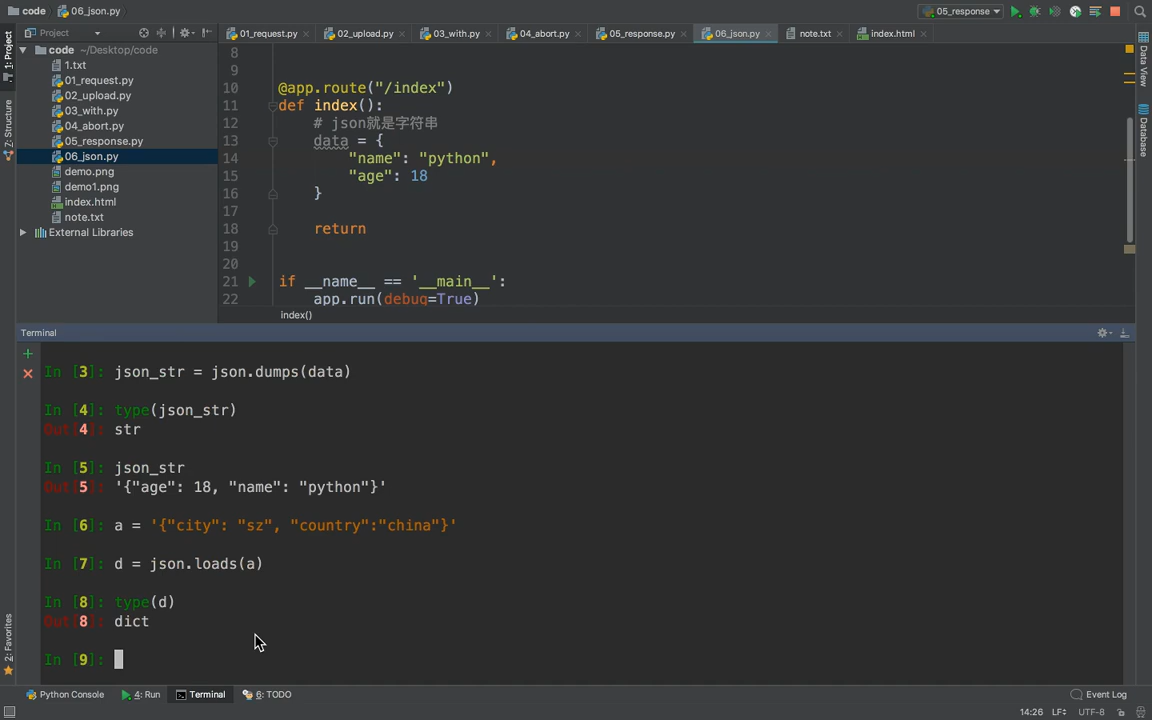 code 06_json.py 05_response
Project 01_request.py 02_upload.py 03_with.py 04_abort.py 05_response.py 06_json.py note.txt index.html
1: Project
Z: Structure
2: Favorites
code ~/Desktop/code
1.txt
01_request.py
02_upload.py
03_with.py
04_abort.py
05_response.py
06_json.py
demo.png
demo1.png
index.html
note.txt
External Libraries
8
9
10 @app.route("/index")
11 def index():
12 # json就是字符串
13 data = {
14 "name": "python",
15 "age": 18
16 }
17
18 return
19
20
21 if __name__ == '__main__':
22 app.run(debug=True)
index()
Data View
Database
Terminal
In [3]: json_str = json.dumps(data)
In [4]: type(json_str)
Out[4]: str
In [5]: json_str
Out[5]: '{"age": 18, "name": "python"}'
In [6]: a = '{"city": "sz", "country":"china"}'
In [7]: d = json.loads(a)
In [8]: type(d)
Out[8]: dict
In [9]:
Python Console 4: Run Terminal 6: TODO Event Log
14:26 LF UTF-8